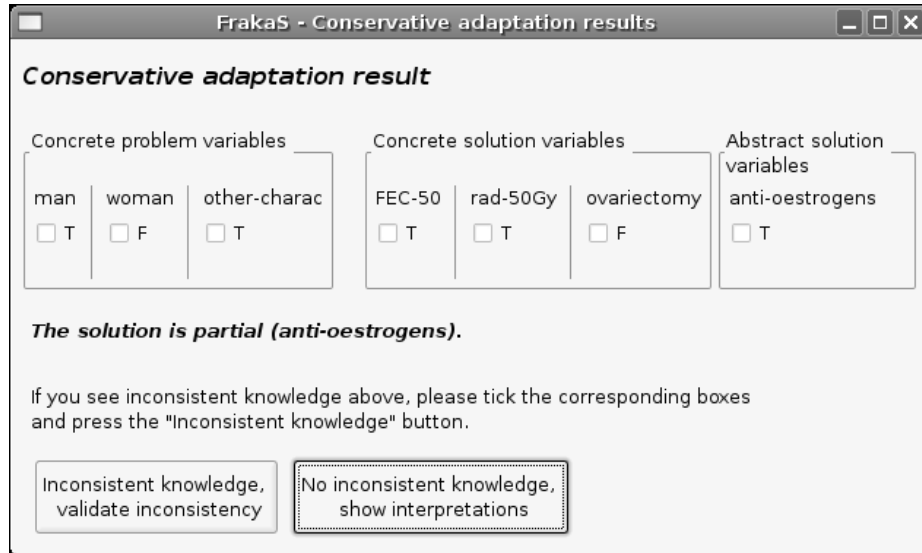 FrakaS - Conservative adaptation results
Conservative adaptation result
Concrete problem variables
man woman other-charac
T F T
Concrete solution variables
FEC-50 rad-50Gy ovariectomy
T T F
Abstract solution
variables
anti-oestrogens
T
The solution is partial (anti-oestrogens).
If you see inconsistent knowledge above, please tick the corresponding boxes
and press the "Inconsistent knowledge" button.
Inconsistent knowledge,
validate inconsistency
No inconsistent knowledge,
show interpretations